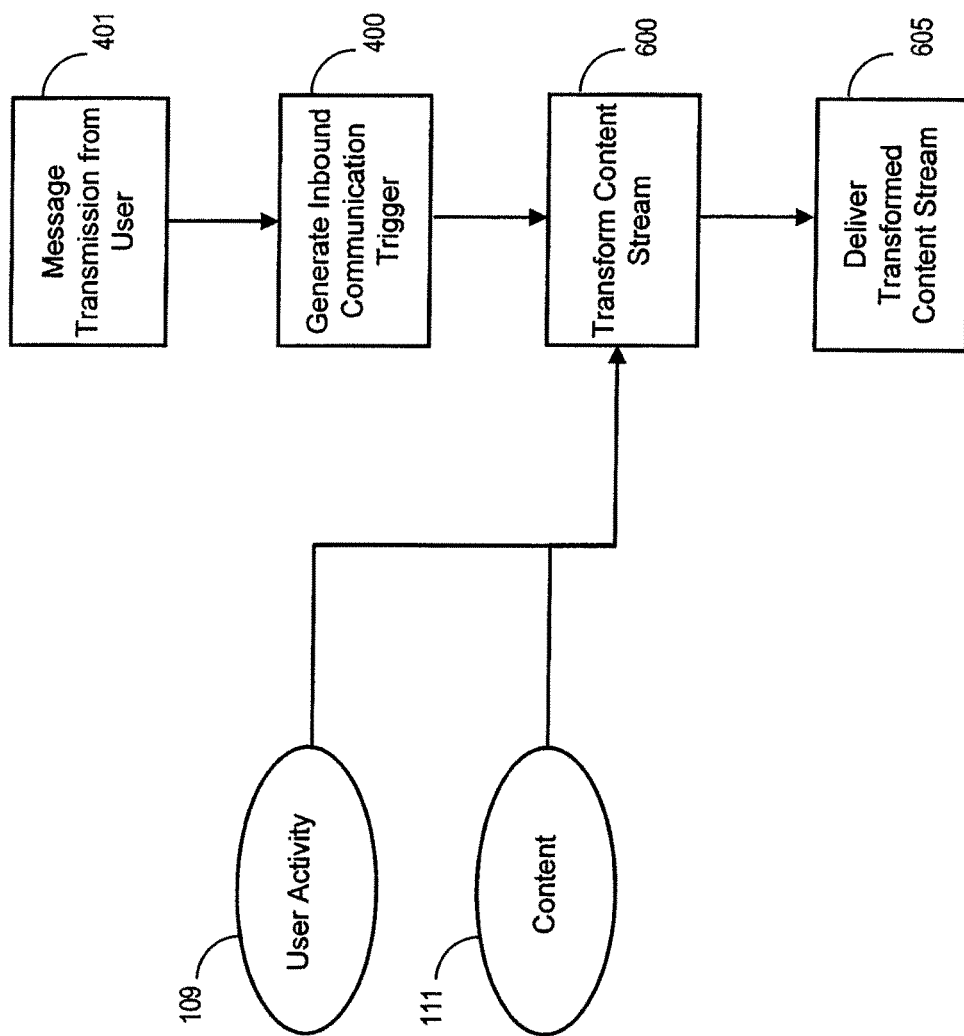 401
Message
Transmission from
User
400
Generate Inbound
Communication
Trigger
600
Transform Content
Stream
605
Deliver
Transformed
Content Stream
109
User Activity
111
Content